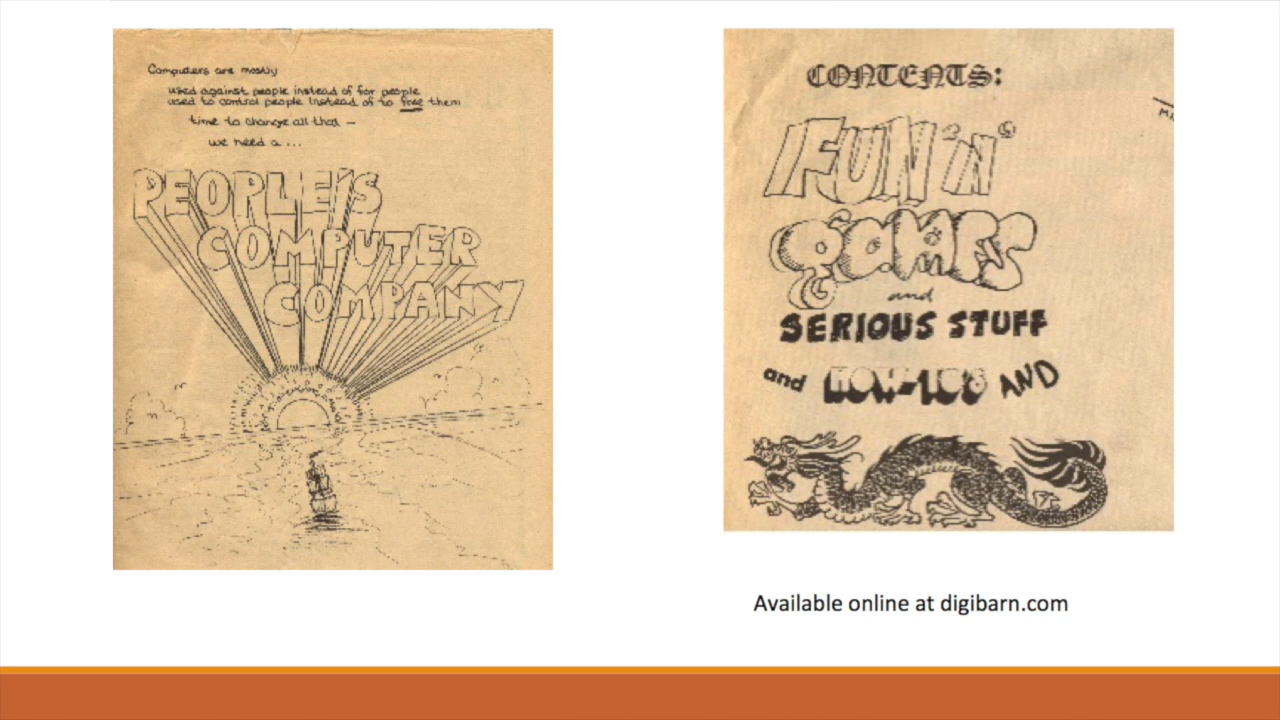 Computers are mostly
used against people instead of for people
used to control people instead of to free them
time to change all that —
we need a ...
PEOPLE'S
COMPUTER
COMPANY
CONTENTS:
FUN 'n'
games
and
SERIOUS STUFF
and HOW-TOS AND
Available online at digibarn.com